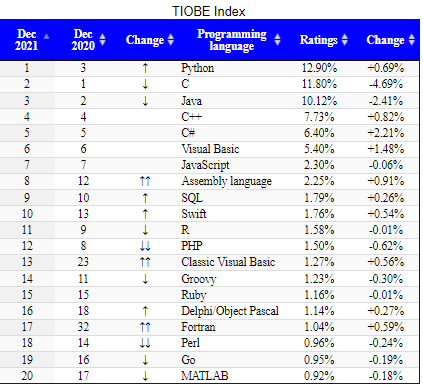 TIOBE Index
Dec 2021 Dec 2020 Change Programming language Ratings Change
1 3 ↑ Python 12.90% +0.69%
2 1 ↓ C 11.80% -4.69%
3 2 ↓ Java 10.12% -2.41%
4 4 C++ 7.73% +0.82%
5 5 C# 6.40% +2.21%
6 6 Visual Basic 5.40% +1.48%
7 7 JavaScript 2.30% -0.06%
8 12 ↑↑ Assembly language 2.25% +0.91%
9 10 ↑ SQL 1.79% +0.26%
10 13 ↑ Swift 1.76% +0.54%
11 9 ↓ R 1.58% -0.01%
12 8 ↓↓ PHP 1.50% -0.62%
13 23 ↑↑ Classic Visual Basic 1.27% +0.56%
14 11 ↓ Groovy 1.23% -0.30%
15 15 Ruby 1.16% -0.01%
16 18 ↑ Delphi/Object Pascal 1.14% +0.27%
17 32 ↑↑ Fortran 1.04% +0.59%
18 14 ↓↓ Perl 0.96% -0.24%
19 16 ↓ Go 0.95% -0.19%
20 17 ↓ MATLAB 0.92% -0.18%